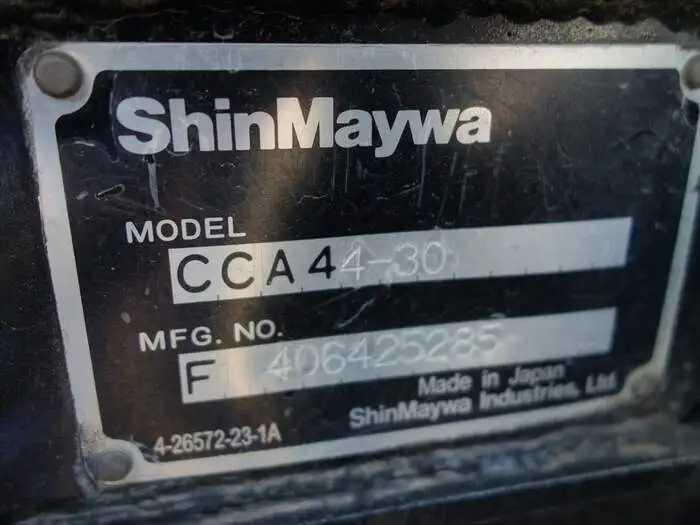 ShinMaywa
MODEL
CCA44-30
MFG. NO.
F 406425285
Made in Japan
4-26572-23-1A
ShinMaywa Industries, Ltd.